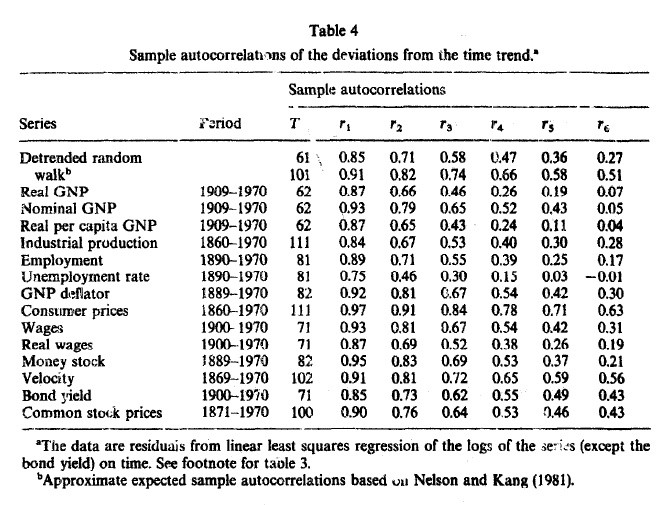 Table 4
Sample autocorrelations of the deviations from the time trend.ᵃ
Sample autocorrelations
Series Period T r₁ r₂ r₃ r₄ r₅ r₆
Detrended random 61 0.85 0.71 0.58 0.47 0.36 0.27
walkᵇ 101 0.91 0.82 0.74 0.66 0.58 0.51
Real GNP 1909–1970 62 0.87 0.66 0.46 0.26 0.19 0.07
Nominal GNP 1909–1970 62 0.93 0.79 0.65 0.52 0.43 0.05
Real per capita GNP 1909–1970 62 0.87 0.65 0.43 0.24 0.11 0.04
Industrial production 1860–1970 111 0.84 0.67 0.53 0.40 0.30 0.28
Employment 1890–1970 81 0.89 0.71 0.55 0.39 0.25 0.17
Unemployment rate 1890–1970 81 0.75 0.46 0.30 0.15 0.03 −0.01
GNP deflator 1889–1970 82 0.92 0.81 0.67 0.54 0.42 0.30
Consumer prices 1860–1970 111 0.97 0.91 0.84 0.78 0.71 0.63
Wages 1900–1970 71 0.93 0.81 0.67 0.54 0.42 0.31
Real wages 1900–1970 71 0.87 0.69 0.52 0.38 0.26 0.19
Money stock 1889–1970 82 0.95 0.83 0.69 0.53 0.37 0.21
Velocity 1869–1970 102 0.91 0.81 0.72 0.65 0.59 0.56
Bond yield 1900–1970 71 0.85 0.73 0.62 0.55 0.49 0.43
Common stock prices 1871–1970 100 0.90 0.76 0.64 0.53 0.46 0.43
ᵃThe data are residuals from linear least squares regression of the logs of the series (except the
bond yield) on time. See footnote for table 3.
ᵇApproximate expected sample autocorrelations based on Nelson and Kang (1981).